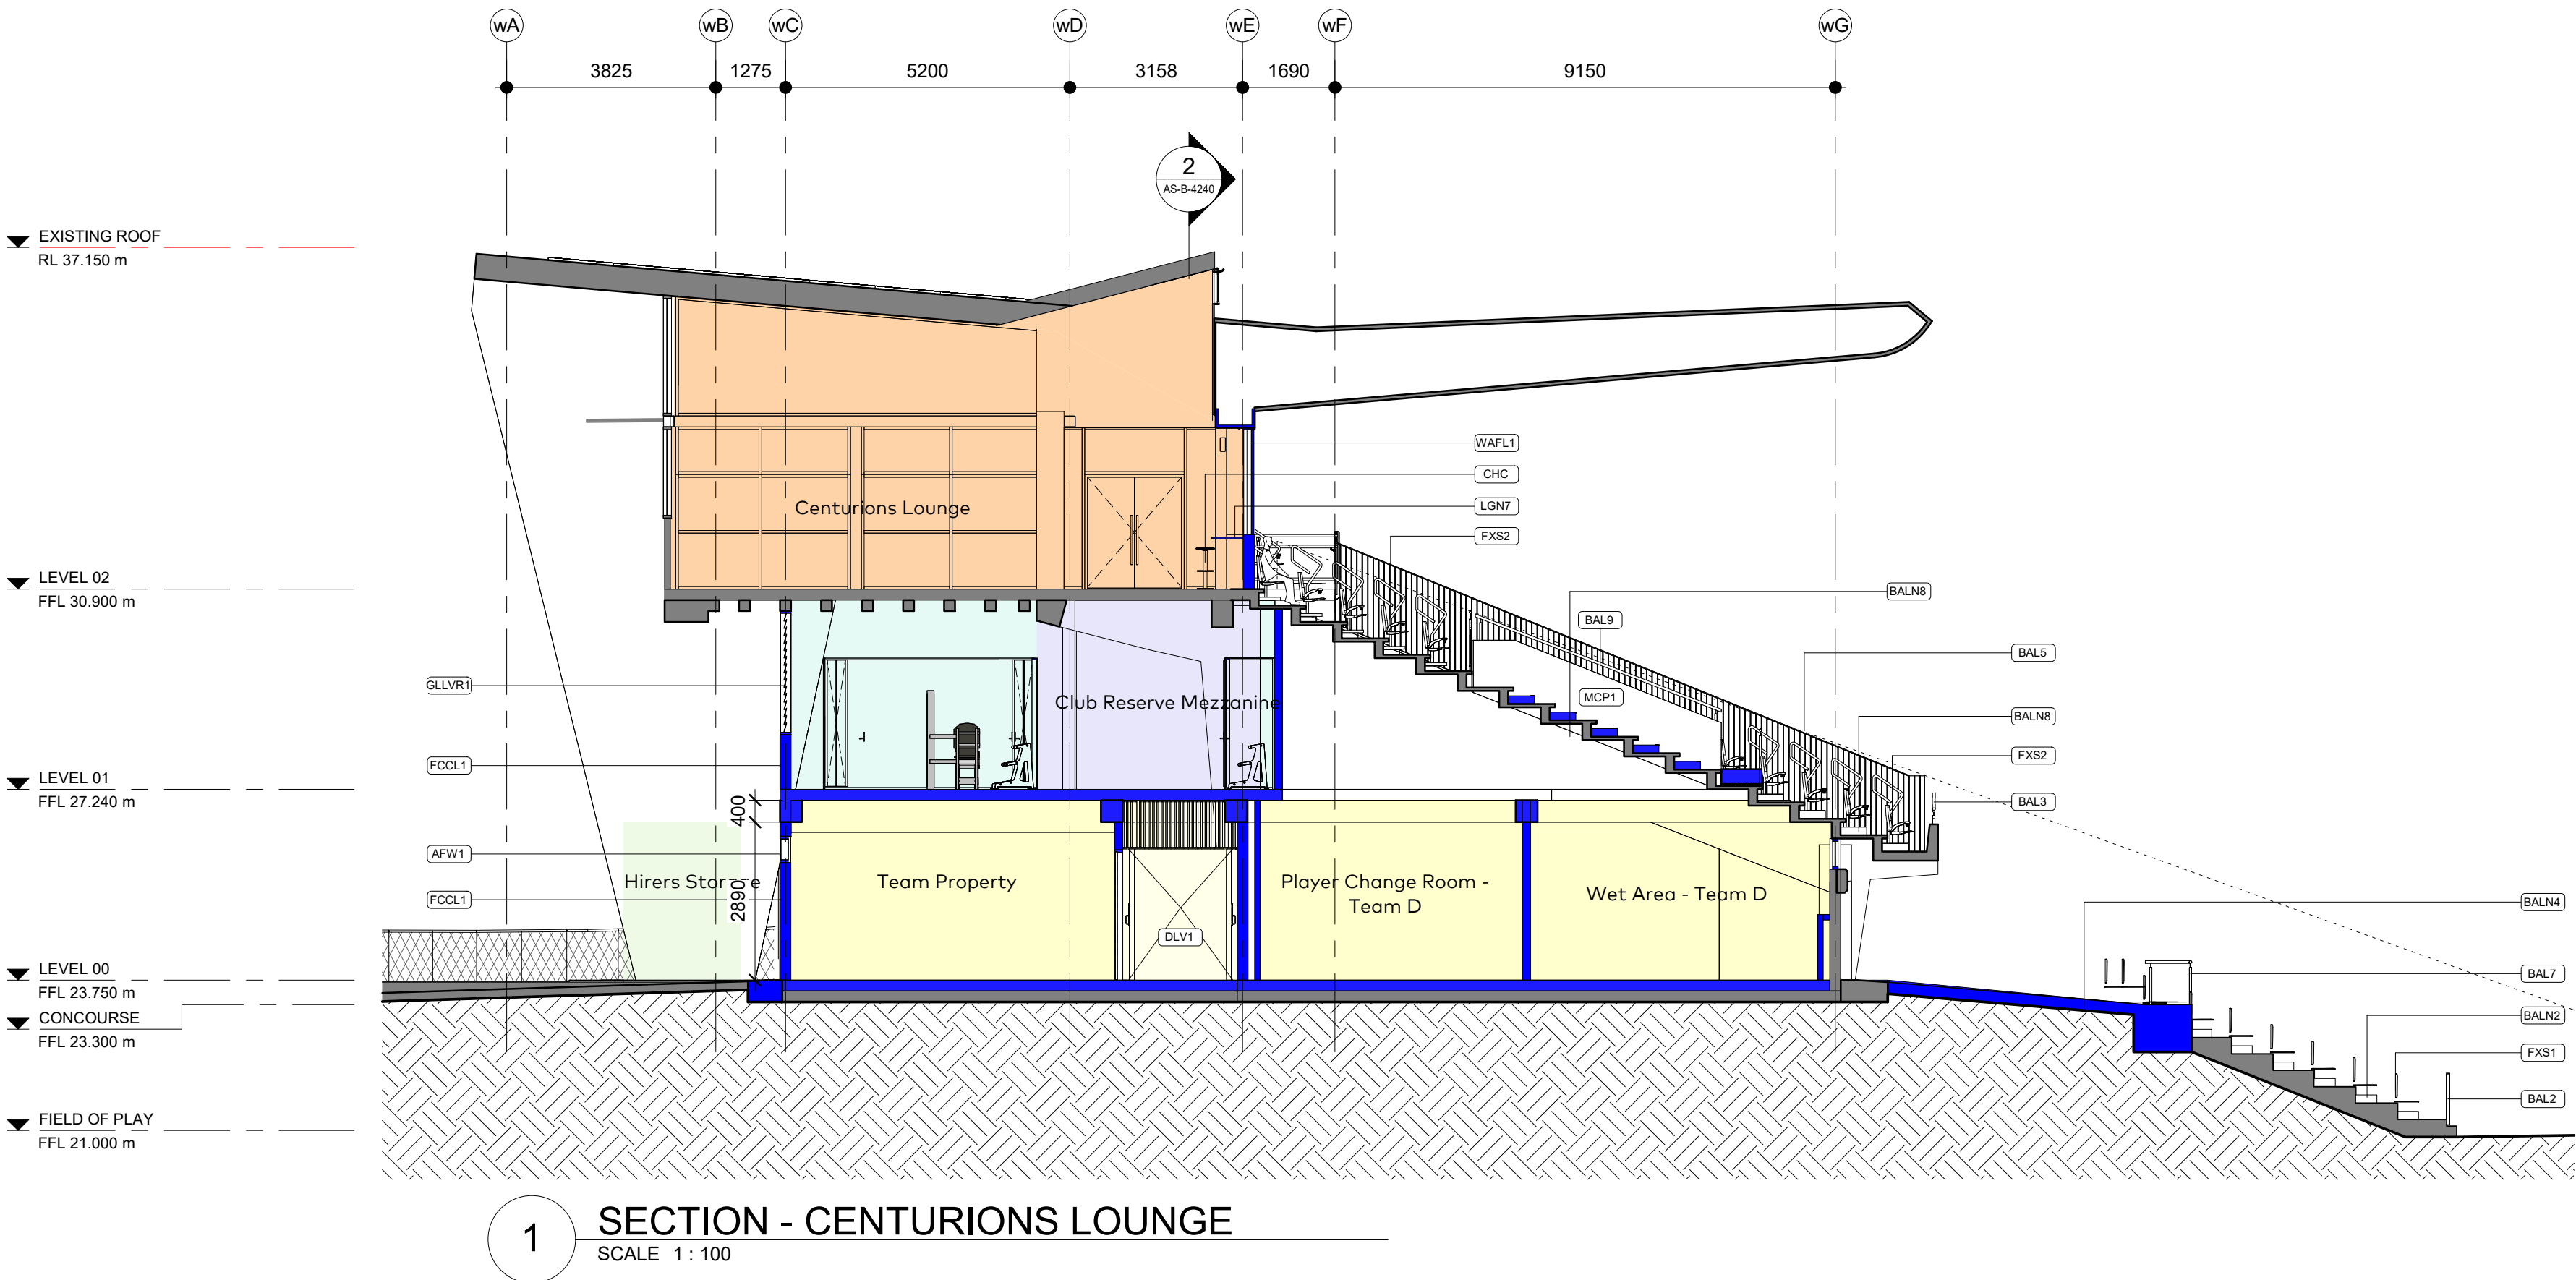 wA
wB
wC
wD
wE
wF
wG
3825
1275
5200
3158
1690
9150
2
AS-B-4240
EXISTING ROOF
RL 37.150 m
WAFL1
CHC
LGN7
FXS2
Centurions Lounge
LEVEL 02
FFL 30.900 m
BALN8
BAL9
BAL5
GLLVR1
Club Reserve Mezzanine
MCP1
BALN8
FCCL1
FXS2
LEVEL 01
FFL 27.240 m
400
BAL3
AFW1
Hirers Storage
Team Property
Player Change Room -
Team D
Wet Area - Team D
FCCL1
2890
BALN4
DLV1
LEVEL 00
FFL 23.750 m
BAL7
CONCOURSE
FFL 23.300 m
BALN2
FXS1
BAL2
FIELD OF PLAY
FFL 21.000 m
1
SECTION - CENTURIONS LOUNGE
SCALE 1 : 100